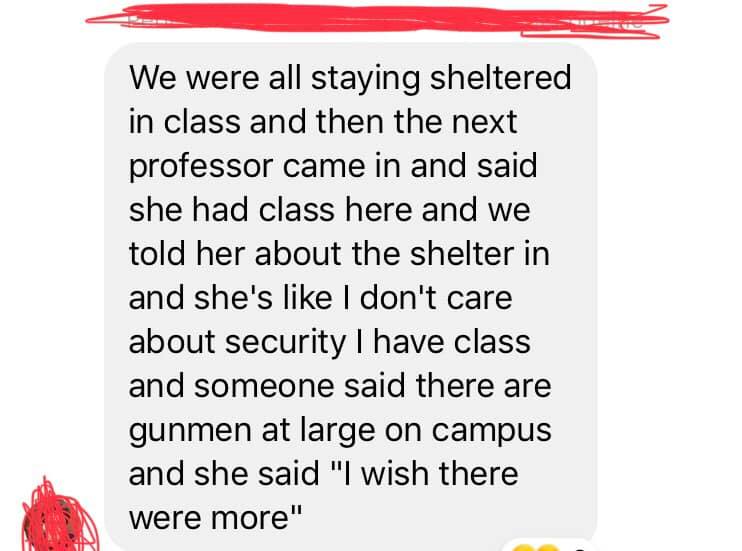 We were all staying sheltered
in class and then the next
professor came in and said
she had class here and we
told her about the shelter in
and she's like I don't care
about security I have class
and someone said there are
gunmen at large on campus
and she said "I wish there
were more"